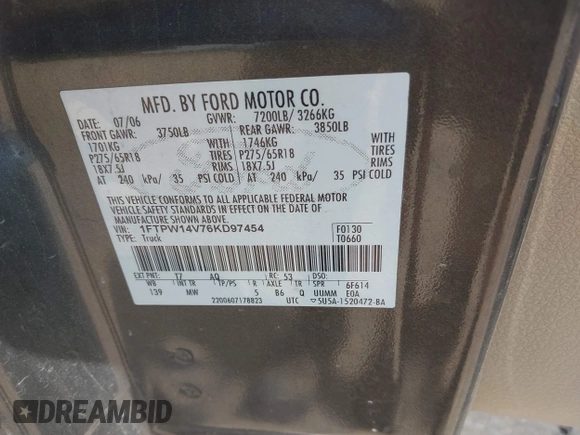 MFD. BY FORD MOTOR CO.
DATE: 07/06 GVWR: 7200LB/ 3266KG
FRONT GAWR: 3750LB REAR GAWR: 3850LB
1701KG WITH 1746KG WITH
P275/65R18 TIRES P275/65R18 TIRES
18X7.5J RIMS 18X7.5J RIMS
AT 240 kPa/ 35 PSI COLD AT 240 kPa/ 35 PSI COLD
THIS VEHICLE CONFORMS TO ALL APPLICABLE FEDERAL MOTOR
VEHICLE SAFETY STANDARDS IN EFFECT ON THE DATE OF
MANUFACTURE SHOWN ABOVE.
VIN: 1FTPW14V76KD97454 F0130
TYPE: Truck T0660
EXT PNT: T7 AQ RC: 53 DSO:
WB INT TR TP/PS R AXLE TR SPR 6F614
139 MW 5 B6 Q UUMM E0A
2200607178823 UTC ▽5U5A-1520472-BA
DREAMBID